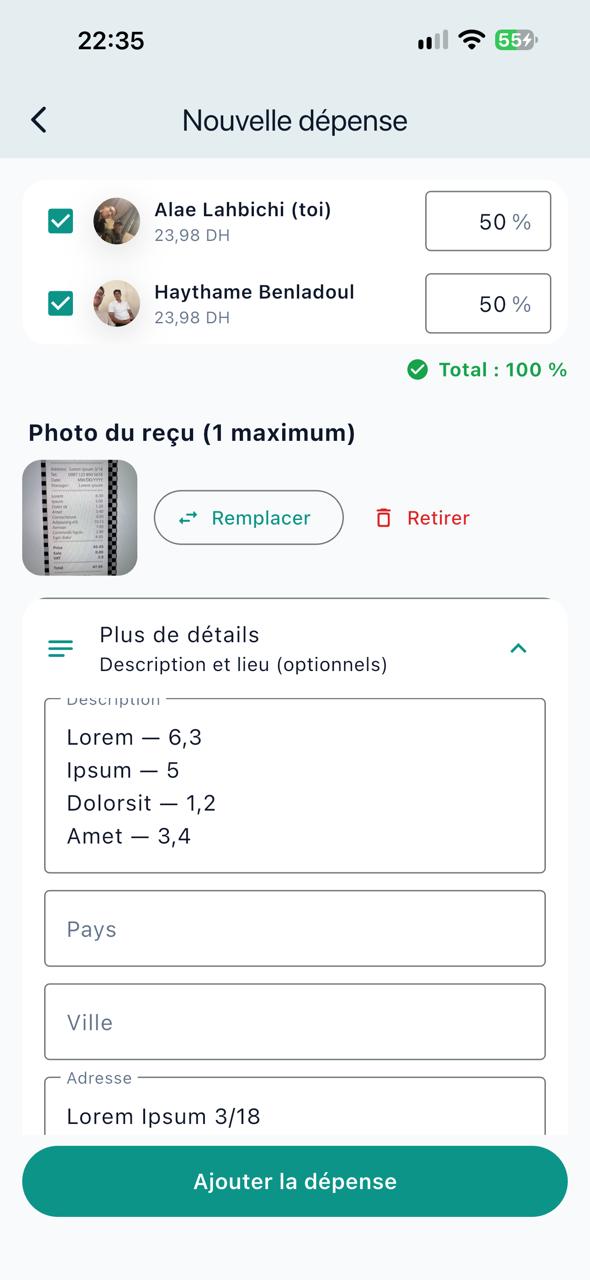 22:35
55
Nouvelle dépense
Alae Lahbichi (toi)
23,98 DH
50 %
Haythame Benladoul
23,98 DH
50 %
Total : 100 %
Photo du reçu (1 maximum)
Remplacer
Retirer
Plus de détails
Description et lieu (optionnels)
Description
Lorem — 6,3
Ipsum — 5
Dolorsit — 1,2
Amet — 3,4
Pays
Ville
Adresse
Lorem Ipsum 3/18
Ajouter la dépense